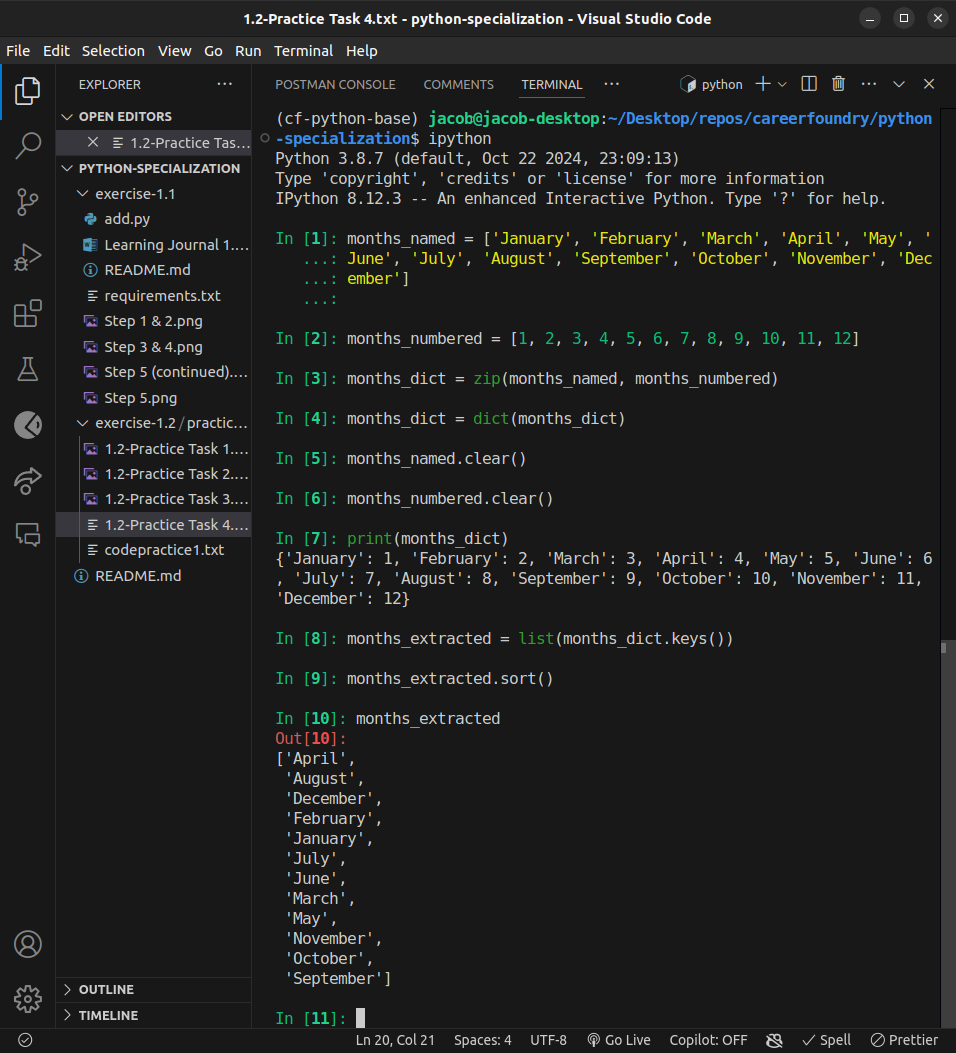 1.2-Practice Task 4.txt - python-specialization - Visual Studio Code
File Edit Selection View Go Run Terminal Help
EXPLORER
OPEN EDITORS
1.2-Practice Tas...
PYTHON-SPECIALIZATION
exercise-1.1
add.py
Learning Journal 1....
README.md
requirements.txt
Step 1 & 2.png
Step 3 & 4.png
Step 5 (continued)....
Step 5.png
exercise-1.2 / practic...
1.2-Practice Task 1....
1.2-Practice Task 2....
1.2-Practice Task 3....
1.2-Practice Task 4....
codepractice1.txt
README.md
OUTLINE
TIMELINE
POSTMAN CONSOLE COMMENTS TERMINAL python
(cf-python-base) jacob@jacob-desktop:~/Desktop/repos/careerfoundry/python
-specialization$ ipython
Python 3.8.7 (default, Oct 22 2024, 23:09:13)
Type 'copyright', 'credits' or 'license' for more information
IPython 8.12.3 -- An enhanced Interactive Python. Type '?' for help.
In [1]: months_named = ['January', 'February', 'March', 'April', 'May', '
...: June', 'July', 'August', 'September', 'October', 'November', 'Dec
...: ember']
...:
In [2]: months_numbered = [1, 2, 3, 4, 5, 6, 7, 8, 9, 10, 11, 12]
In [3]: months_dict = zip(months_named, months_numbered)
In [4]: months_dict = dict(months_dict)
In [5]: months_named.clear()
In [6]: months_numbered.clear()
In [7]: print(months_dict)
{'January': 1, 'February': 2, 'March': 3, 'April': 4, 'May': 5, 'June': 6
, 'July': 7, 'August': 8, 'September': 9, 'October': 10, 'November': 11,
'December': 12}
In [8]: months_extracted = list(months_dict.keys())
In [9]: months_extracted.sort()
In [10]: months_extracted
Out[10]:
['April',
'August',
'December',
'February',
'January',
'July',
'June',
'March',
'May',
'November',
'October',
'September']
In [11]:
Ln 20, Col 21 Spaces: 4 UTF-8 Go Live Copilot: OFF Spell Prettier